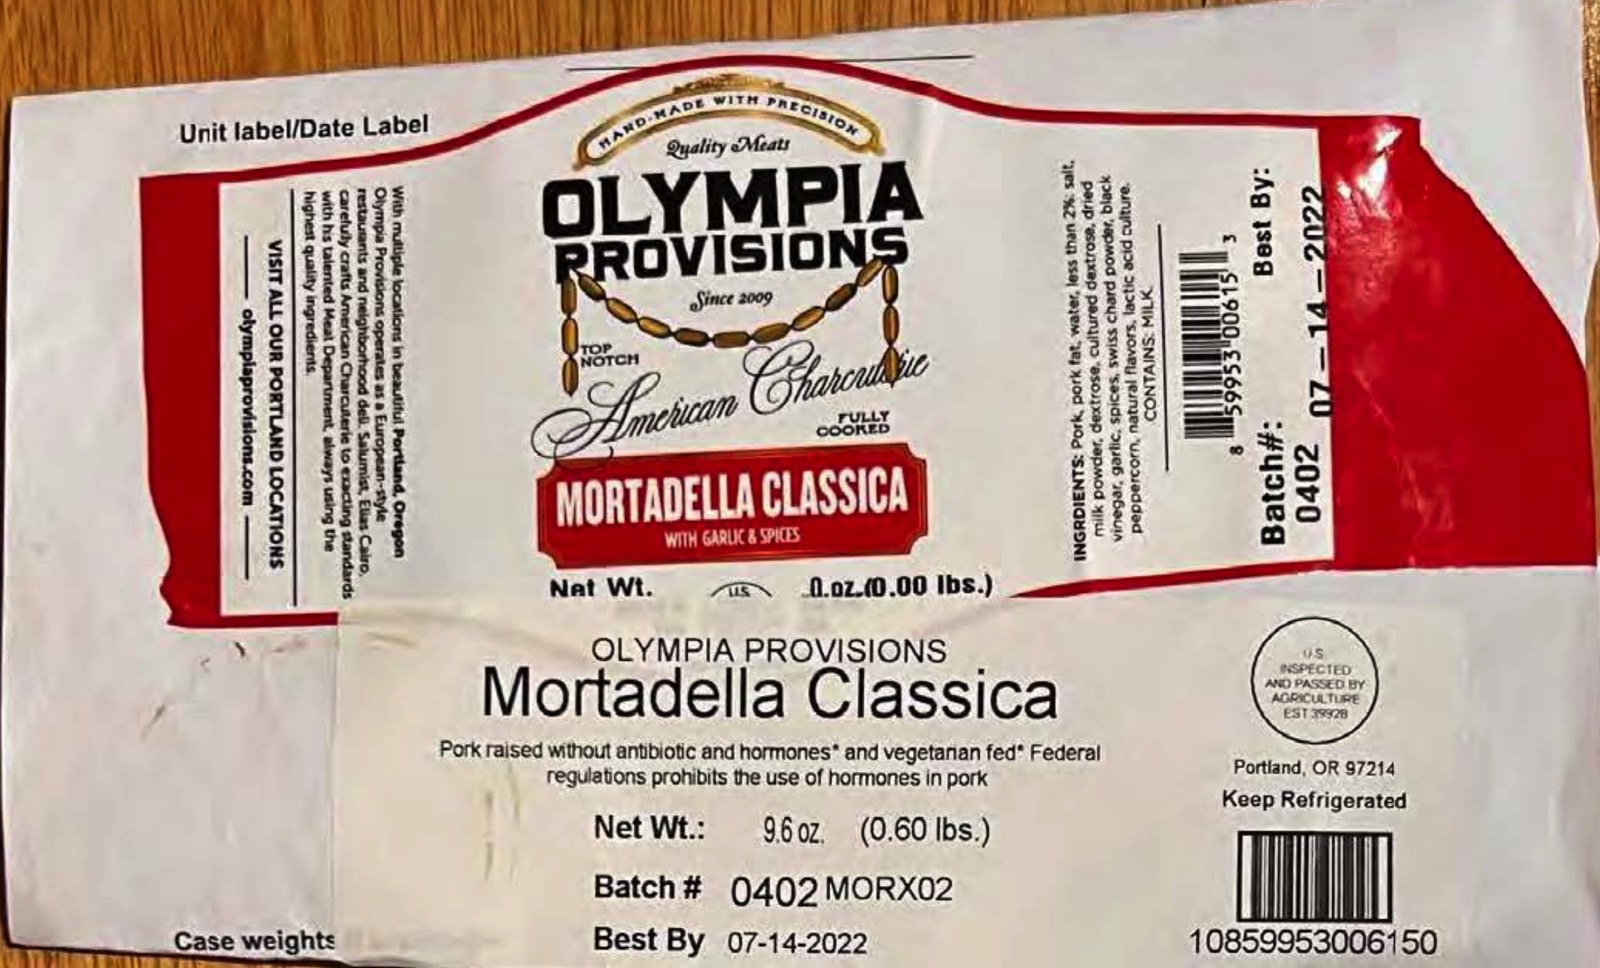 Unit label/Date Label
With multiple locations in beautiful Portland, Oregon
Olympia Provisions operates as a European-style
restaurants and neighborhood deli. Salumist, Elias Cairo,
carefully crafts American Charcuterie to exacting standards
with his talented Meat Department, always using the
highest quality ingredients.
VISIT ALL OUR PORTLAND LOCATIONS
olympiaprovisions.com
HAND-MADE WITH PRECISION
Quality Meats
OLYMPIA
PROVISIONS
Since 2009
TOP
NOTCH
American Charcuterie
FULLY
COOKED
MORTADELLA CLASSICA
WITH GARLIC & SPICES
Net Wt. U.S. 0.oz.(0.00 lbs.)
INGRDIENTS: Pork, pork fat, water, less than 2%: salt,
milk powder, dextrose, cultured dextrose, dried
vinegar, garlic, spices, swiss chard powder, black
peppercorn, natural flavors, lactic acid culture.
CONTAINS: MILK.
8 59953 00615 3
Batch#: Best By:
0402 07-14-2022
OLYMPIA PROVISIONS
Mortadella Classica
Pork raised without antibiotic and hormones* and vegetarian fed* Federal
regulations prohibits the use of hormones in pork
Net Wt.: 9.6 oz. (0.60 lbs.)
Batch # 0402 MORX02
Best By 07-14-2022
U.S.
INSPECTED
AND PASSED BY
AGRICULTURE
EST 39928
Portland, OR 97214
Keep Refrigerated
10859953006150
Case weights